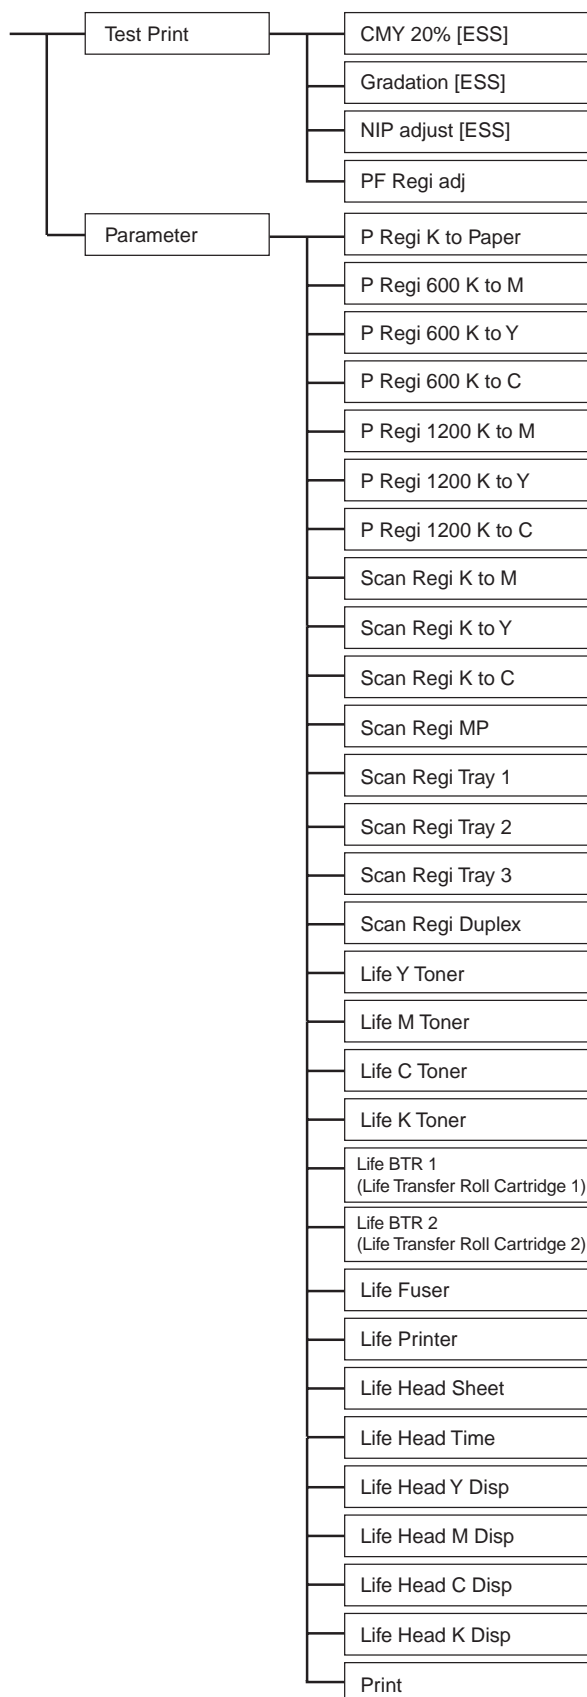 Test Print
CMY 20% [ESS]
Gradation [ESS]
NIP adjust [ESS]
PF Regi adj
Parameter
P Regi K to Paper
P Regi 600 K to M
P Regi 600 K to Y
P Regi 600 K to C
P Regi 1200 K to M
P Regi 1200 K to Y
P Regi 1200 K to C
Scan Regi K to M
Scan Regi K to Y
Scan Regi K to C
Scan Regi MP
Scan Regi Tray 1
Scan Regi Tray 2
Scan Regi Tray 3
Scan Regi Duplex
Life Y Toner
Life M Toner
Life C Toner
Life K Toner
Life BTR 1
(Life Transfer Roll Cartridge 1)
Life BTR 2
(Life Transfer Roll Cartridge 2)
Life Fuser
Life Printer
Life Head Sheet
Life Head Time
Life Head Y Disp
Life Head M Disp
Life Head C Disp
Life Head K Disp
Print